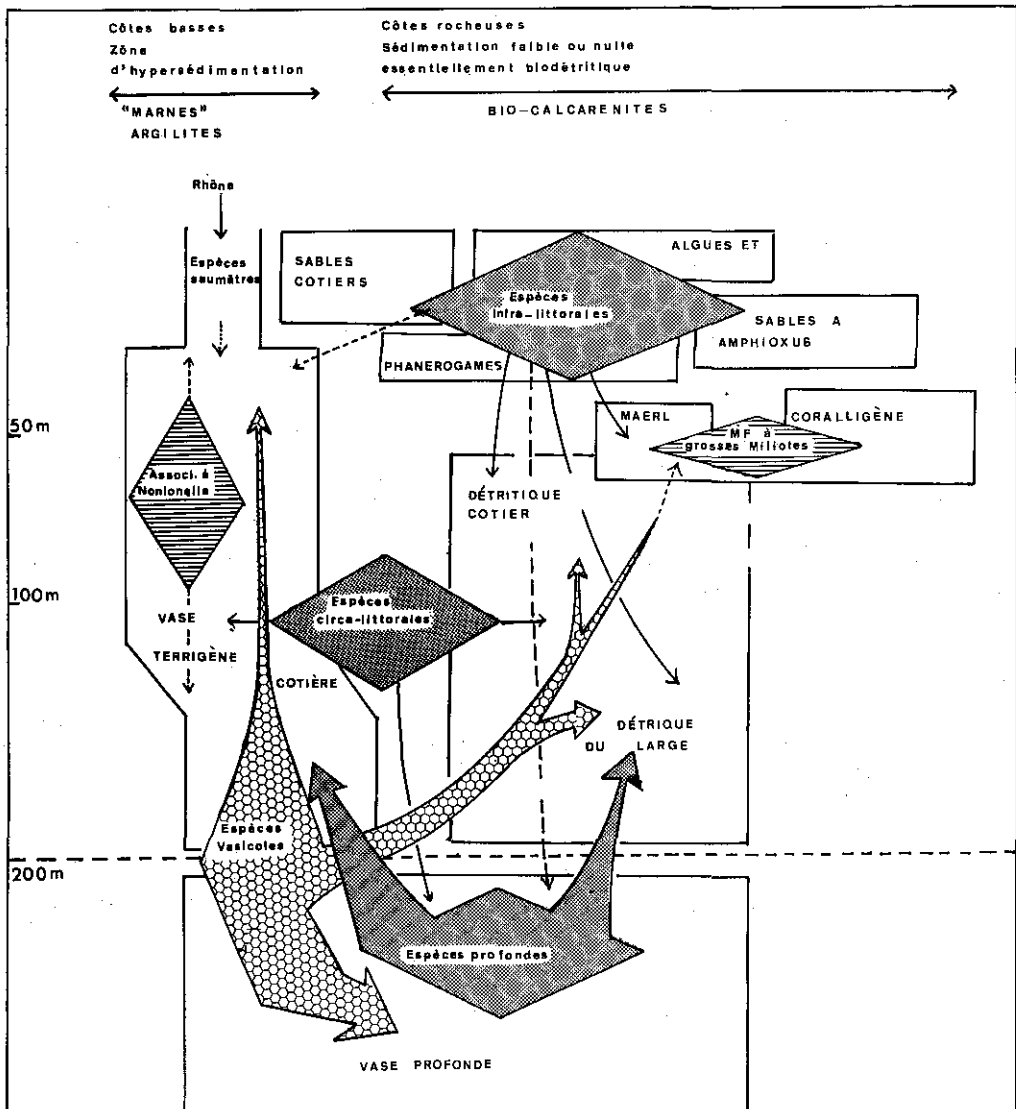 Côtes basses
Zône
d'hypersédimentation
"MARNES"
ARGILITES
Côtes rocheuses
Sédimentation faible ou nulle
essentiellement biodétritique
BIO-CALCARENITES
Rhône
Espèces
saumâtres
SABLES
COTIERS
ALGUES ET
Espèces
infra-littorales
SABLES A
AMPHIOXUS
PHANEROGAMES
50m
MAERL
CORALLIGÈNE
MF à
grosses Milioles
Associ. à
Nonionella
DÉTRITIQUE
COTIER
100m
VASE
TERRIGÈNE
COTIÈRE
Espèces
circa-littorales
DÉTRIQUE
DU LARGE
Espèces
Vasicoles
200m
Espèces profondes
VASE PROFONDE